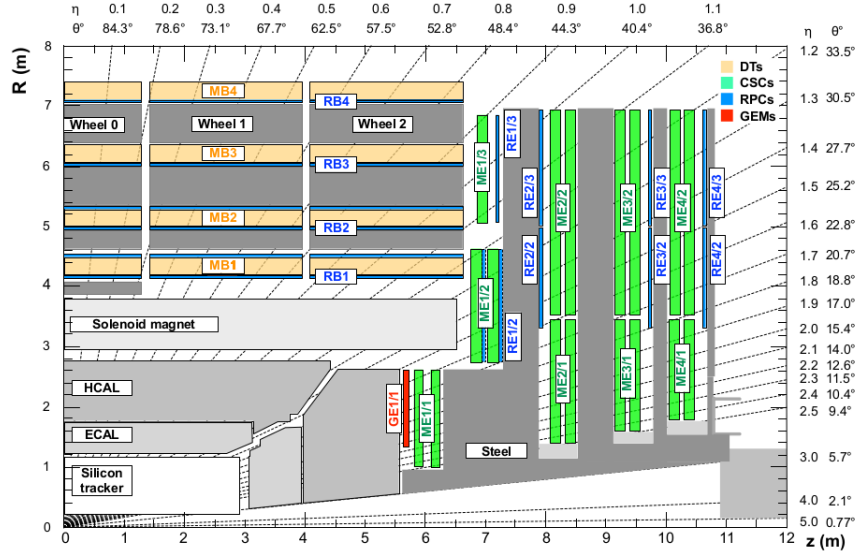 η 0.1 0.2 0.3 0.4 0.5 0.6 0.7 0.8 0.9 1.0 1.1 η θ°
θ° 84.3° 78.6° 73.1° 67.7° 62.5° 57.5° 52.8° 48.4° 44.3° 40.4° 36.8°
R (m)
8
7
6
5
4
3
2
1
0
1.2 33.5°
1.3 30.5°
1.4 27.7°
1.5 25.2°
1.6 22.8°
1.7 20.7°
1.8 18.8°
1.9 17.0°
2.0 15.4°
2.1 14.0°
2.2 12.6°
2.3 11.5°
2.4 10.4°
2.5 9.4°
3.0 5.7°
4.0 2.1°
5.0 0.77°
DTs
CSCs
RPCs
GEMs
MB4
RB4
Wheel 0
Wheel 1
Wheel 2
MB3
RB3
MB2
RB2
MB1
RB1
Solenoid magnet
HCAL
ECAL
Silicon
tracker
Steel
GE1/1
ME1/1
ME1/2
ME1/3
RE1/2
RE1/3
RE2/2
RE2/3
ME2/1
ME2/2
ME3/1
ME3/2
RE3/2
RE3/3
ME4/1
ME4/2
RE4/2
RE4/3
0 1 2 3 4 5 6 7 8 9 10 11 12
z (m)